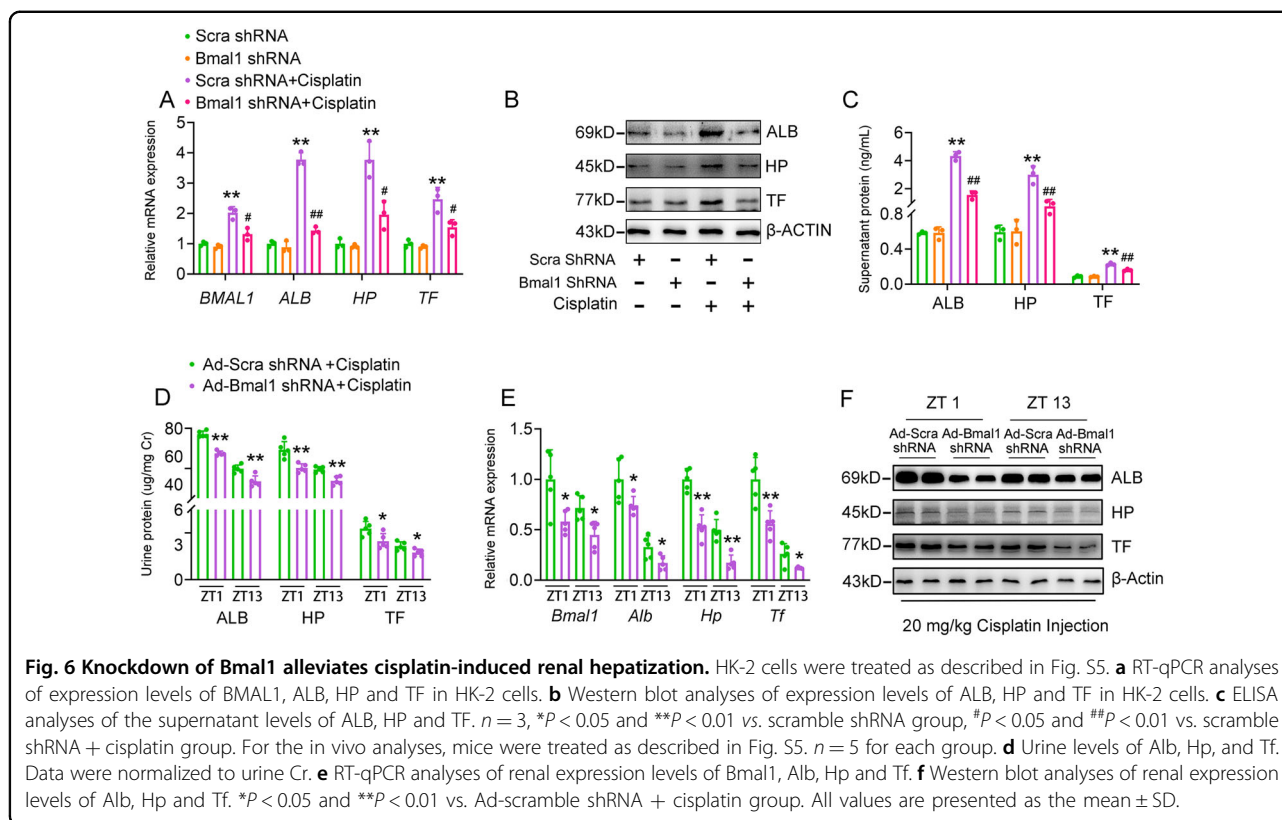 Scra shRNA
Bmal1 shRNA
Scra shRNA+Cisplatin
Bmal1 shRNA+Cisplatin
A
Relative mRNA expression
5
4
3
2
1
0
**
#
**
##
**
#
**
#
BMAL1 ALB HP TF
B
69kD ALB
45kD HP
77kD TF
43kD β-ACTIN
Scra ShRNA + − + −
Bmal1 ShRNA − + − +
Cisplatin − − + +
C
Supernatant protein (ng/mL)
6
4
2
0.8
0.4
0.0
**
##
**
##
**
##
ALB HP TF
Ad-Scra shRNA +Cisplatin
Ad-Bmal1 shRNA+Cisplatin
D
Urine protein (ug/mg Cr)
80
60
40
6
3
0
**
**
**
**
*
*
ZT1 ZT13 ZT1 ZT13 ZT1 ZT13
ALB HP TF
E
Relative mRNA expression
1.5
1.0
0.5
0.0
*
*
*
*
**
**
**
*
ZT1 ZT13 ZT1 ZT13 ZT1 ZT13 ZT1 ZT13
Bmal1 Alb Hp Tf
F
ZT 1 ZT 13
Ad-Scra Ad-Bmal1 Ad-Scra Ad-Bmal1
shRNA shRNA shRNA shRNA
69kD ALB
45kD HP
77kD TF
43kD β-Actin
20 mg/kg Cisplatin Injection
Fig. 6 Knockdown of Bmal1 alleviates cisplatin-induced renal hepatization. HK-2 cells were treated as described in Fig. S5. a RT-qPCR analyses
of expression levels of BMAL1, ALB, HP and TF in HK-2 cells. b Western blot analyses of expression levels of ALB, HP and TF in HK-2 cells. c ELISA
analyses of the supernatant levels of ALB, HP and TF. n = 3, *P < 0.05 and **P < 0.01 vs. scramble shRNA group, #P < 0.05 and ##P < 0.01 vs. scramble
shRNA + cisplatin group. For the in vivo analyses, mice were treated as described in Fig. S5. n = 5 for each group. d Urine levels of Alb, Hp, and Tf.
Data were normalized to urine Cr. e RT-qPCR analyses of renal expression levels of Bmal1, Alb, Hp and Tf. f Western blot analyses of renal expression
levels of Alb, Hp and Tf. *P < 0.05 and **P < 0.01 vs. Ad-scramble shRNA + cisplatin group. All values are presented as the mean ± SD.